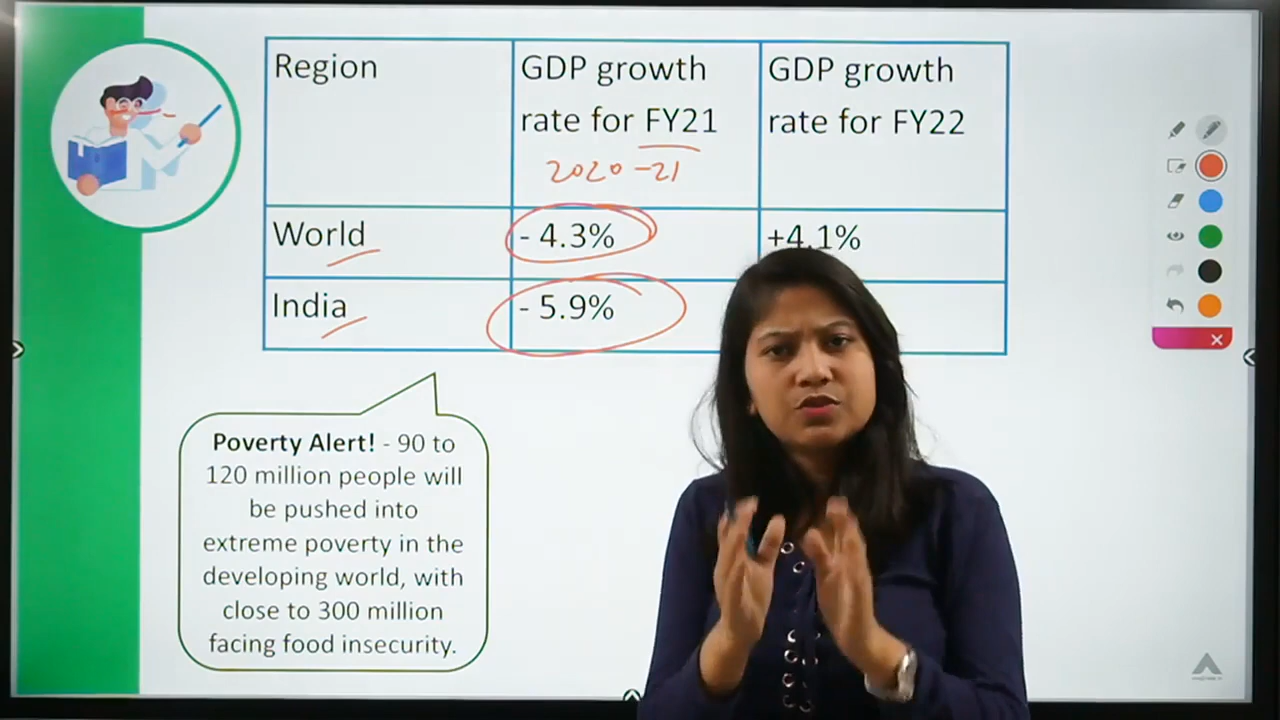 Region
GDP growth
rate for FY21
2020-21
GDP growth
rate for FY22
World
- 4.3%
+4.1%
India
- 5.9%
Poverty Alert! - 90 to
120 million people will
be pushed into
extreme poverty in the
developing world, with
close to 300 million
facing food insecurity.